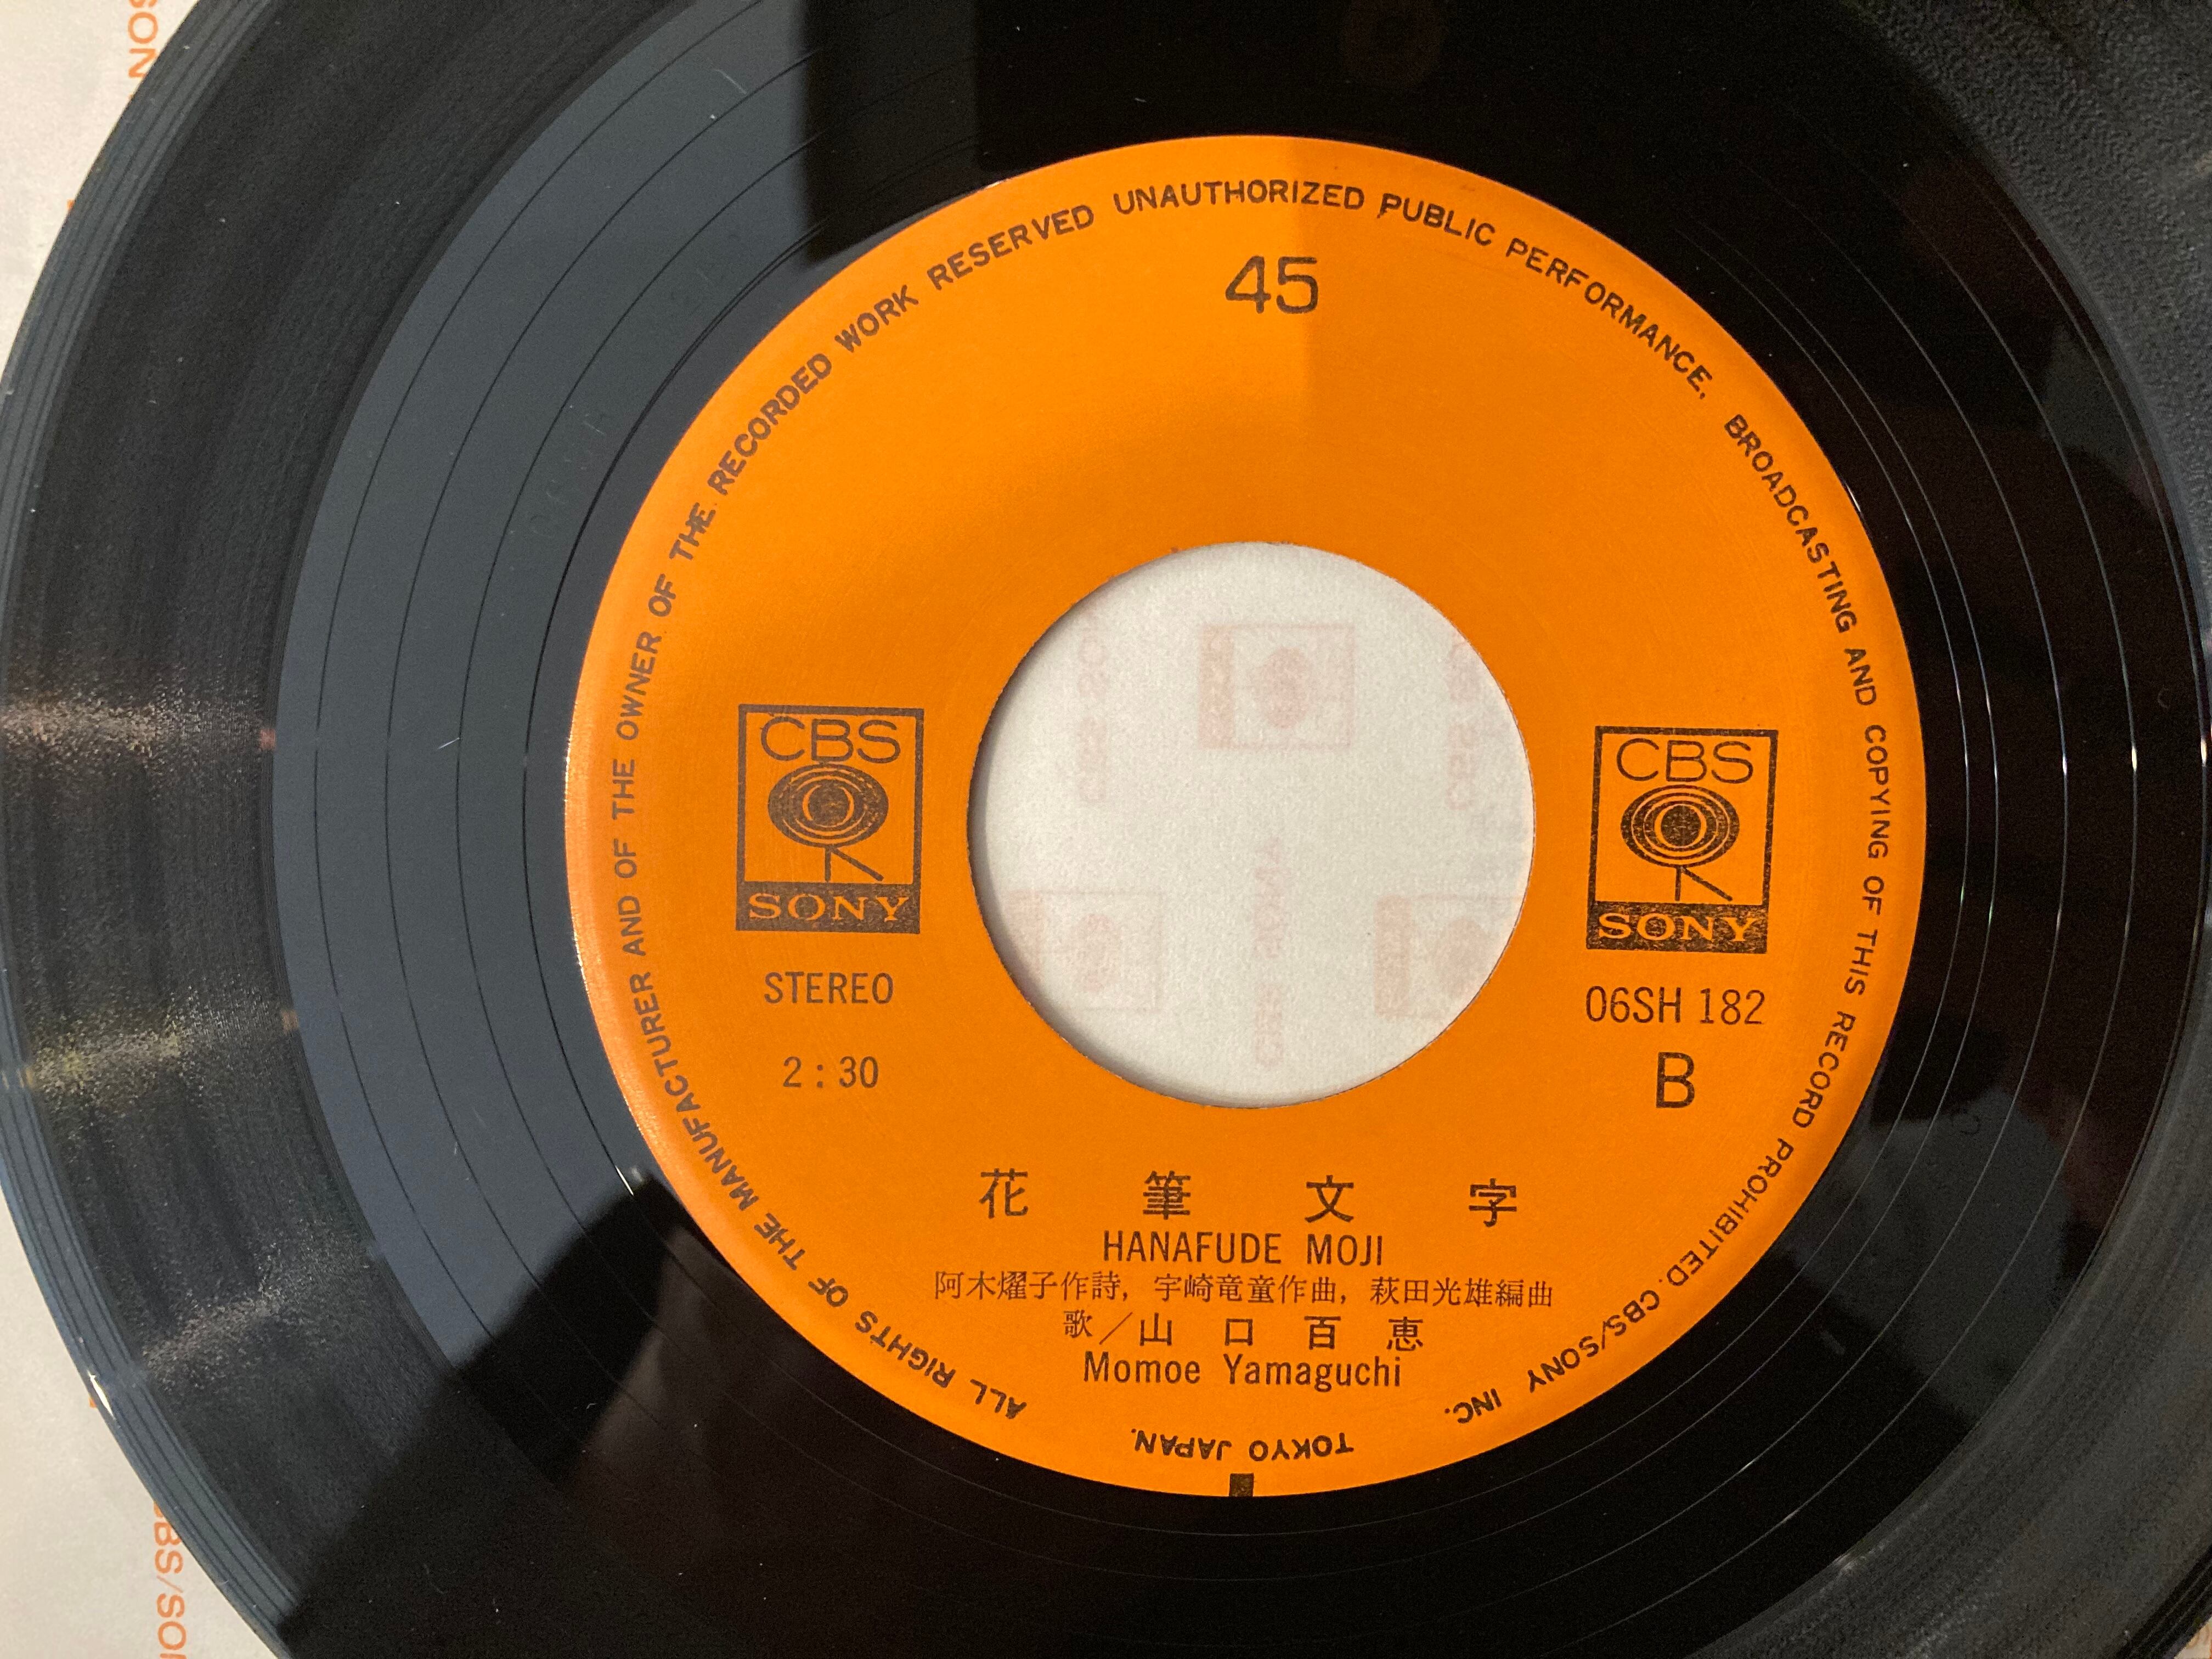 ALL RIGHTS OF THE MANUFACTURER AND OF THE OWNER OF THE RECORDED WORK RESERVED UNAUTHORIZED PUBLIC PERFORMANCE, BROADCASTING AND COPYING OF THIS RECORD PROHIBITED. CBS/SONY INC.
TOKYO JAPAN.
45
CBS
SONY
STEREO
2:30
CBS
SONY
06SH 182
B
花筆文字
HANAFUDE MOJI
阿木燿子作詩, 宇崎竜童作曲, 萩田光雄編曲
歌／山口百恵
Momoe Yamaguchi